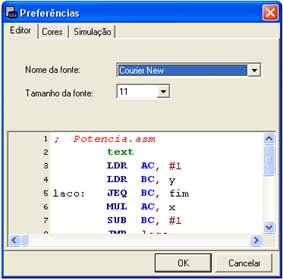 Preferências
Editor Cores Simulação
Nome da fonte: Courier New
Tamanho da fonte: 11
1 ; Potencia.asm
2 text
3 LDR AC, #1
4 LDR BC, y
5 laco: JEQ BC, fim
6 MUL AC, x
7 SUB BC, #1
8 JMP laco
OK Cancelar